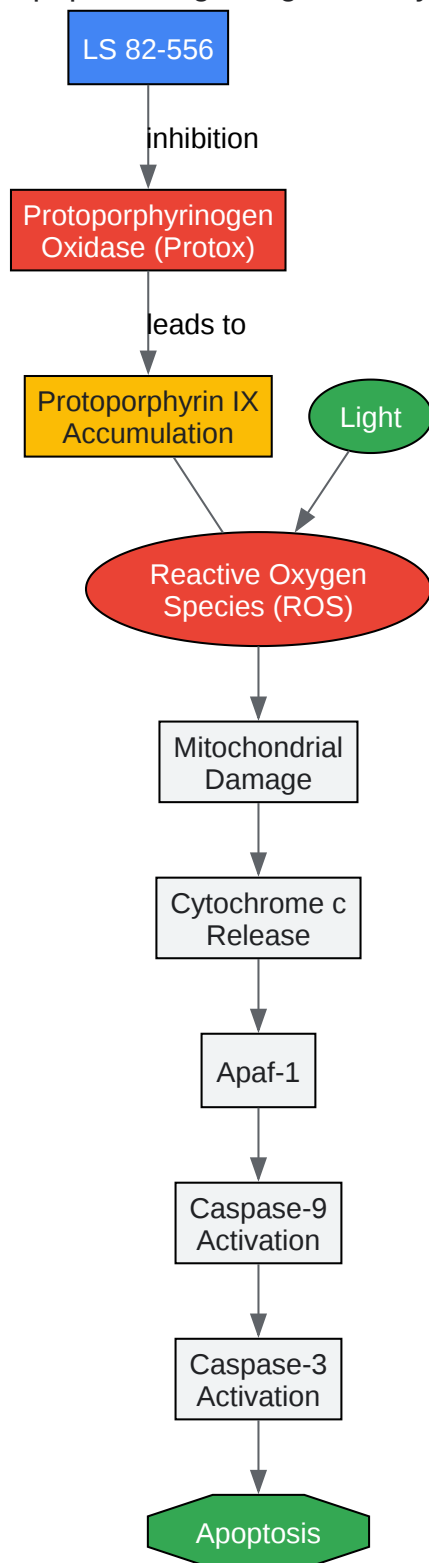 LS 82-556
inhibition
Protoporphyrinogen
Oxidase (Protox)
leads to
Protoporphyrin IX
Accumulation
Light
Reactive Oxygen
Species (ROS)
Mitochondrial
Damage
Cytochrome c
Release
Apaf-1
Caspase-9
Activation
Caspase-3
Activation
Apoptosis